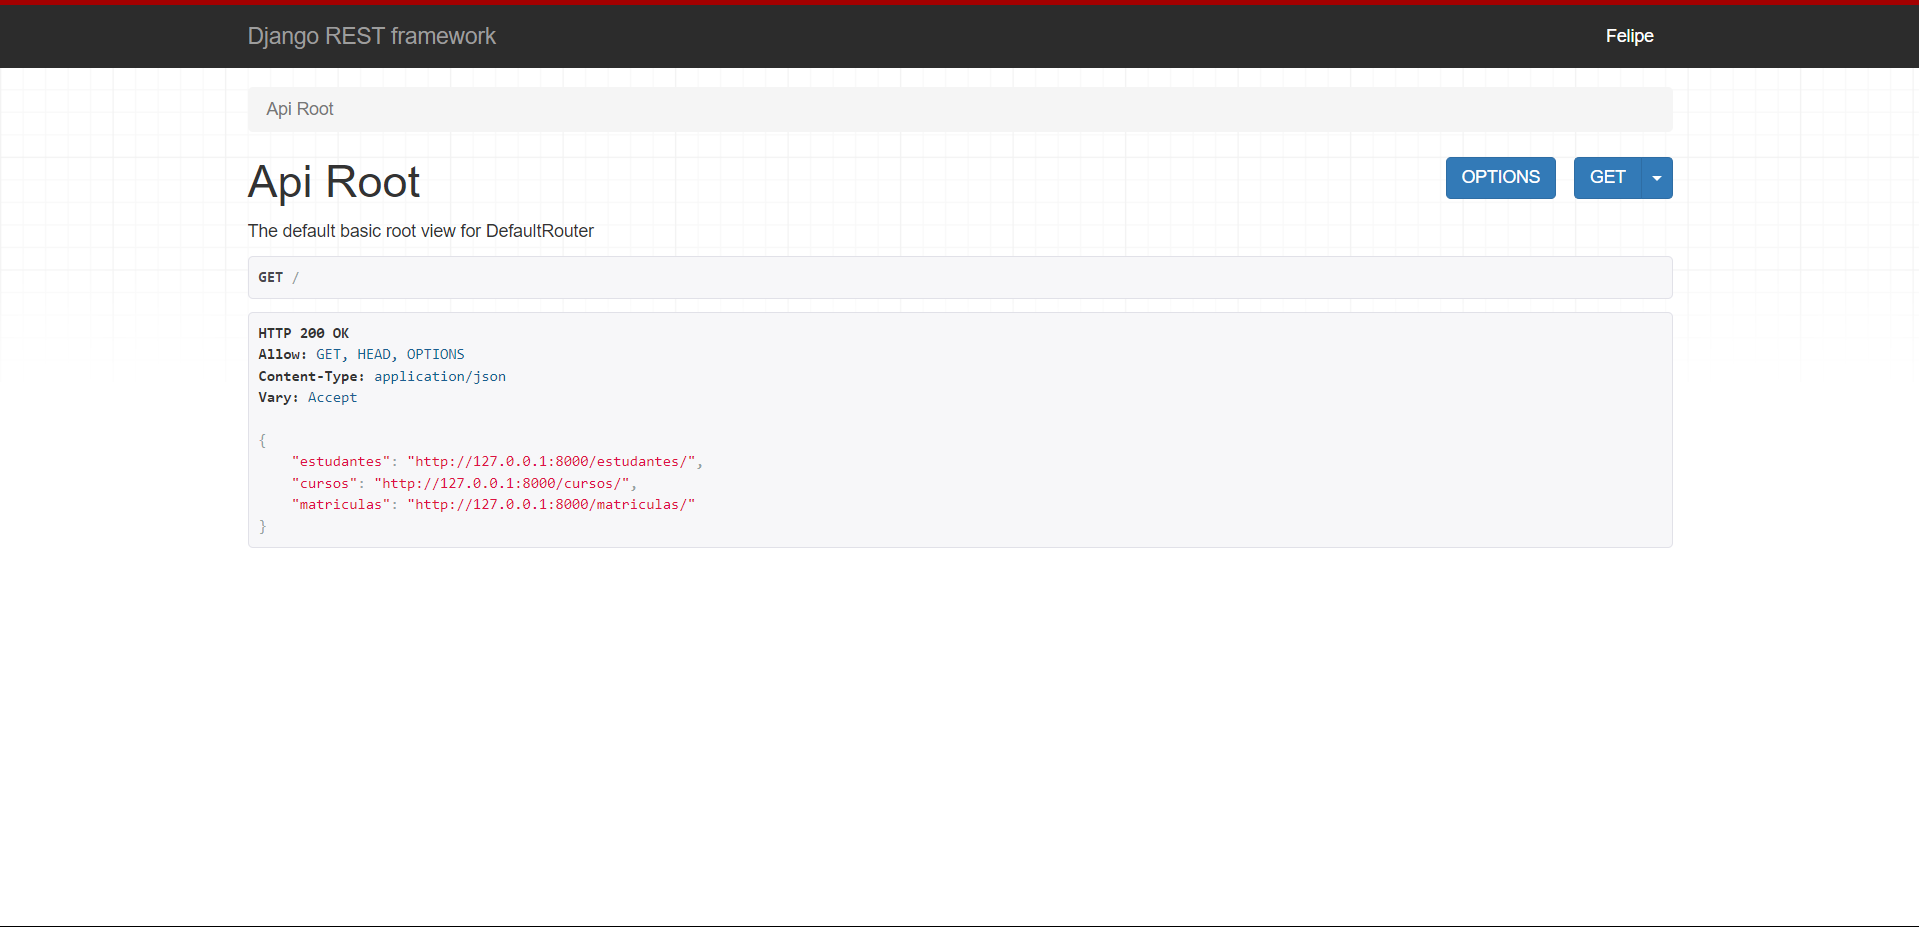 Django REST framework
Felipe
Api Root
Api Root
OPTIONS
GET
The default basic root view for DefaultRouter
GET /
HTTP 200 OK
Allow: GET, HEAD, OPTIONS
Content-Type: application/json
Vary: Accept
{
    "estudantes": "http://127.0.0.1:8000/estudantes/",
    "cursos": "http://127.0.0.1:8000/cursos/",
    "matriculas": "http://127.0.0.1:8000/matriculas/"
}